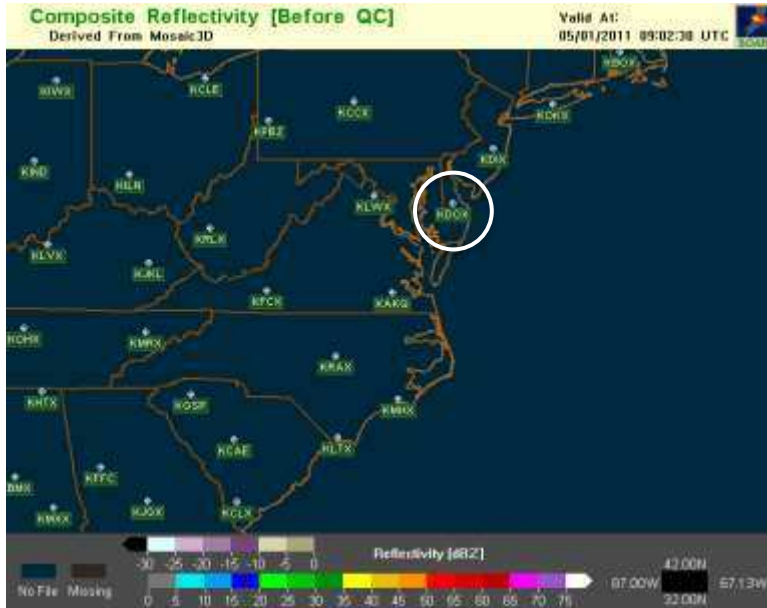 Composite Reflectivity [Before QC]
Derived From Mosaic3D
Valid At:
05/01/2011 09:02:30 UTC
KBOX
KIWX
KCLE
KCCX
KOKX
KPBZ
KDIX
KIND
KILN
KLWX
KDOX
KRLX
KLVX
KJKL
KFCX
KAKQ
KOHX
KMRX
KRAX
KHTX
KGSP
KMHX
KCAE
KLTX
KFFC
BMX
KMXX
KJGX
KCLX
Reflectivity [dBZ]
-30 -25 -20 -15 -10 -5 0
No File Missing
0 5 10 15 20 25 30 35 40 45 50 55 60 65 70 75
42.00N
87.00W
67.13W
32.00N